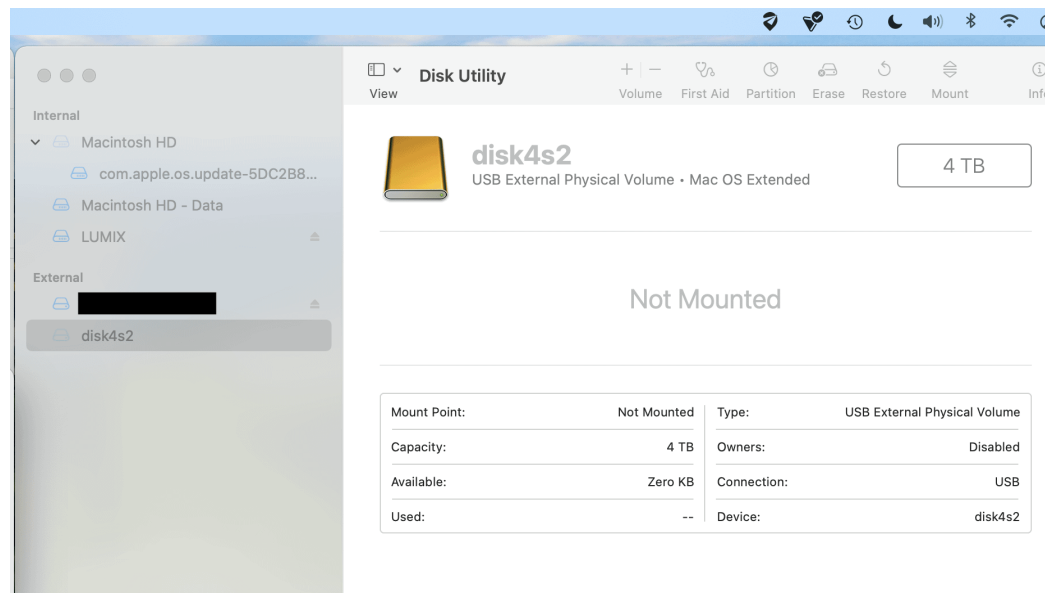 Disk Utility
View
Volume First Aid Partition Erase Restore Mount
Internal
Macintosh HD
com.apple.os.update-5DC2B8...
Macintosh HD - Data
LUMIX
External
disk4s2
disk4s2
USB External Physical Volume • Mac OS Extended
4 TB
Not Mounted
Mount Point: Not Mounted
Type: USB External Physical Volume
Capacity: 4 TB
Owners: Disabled
Available: Zero KB
Connection: USB
Used: --
Device: disk4s2